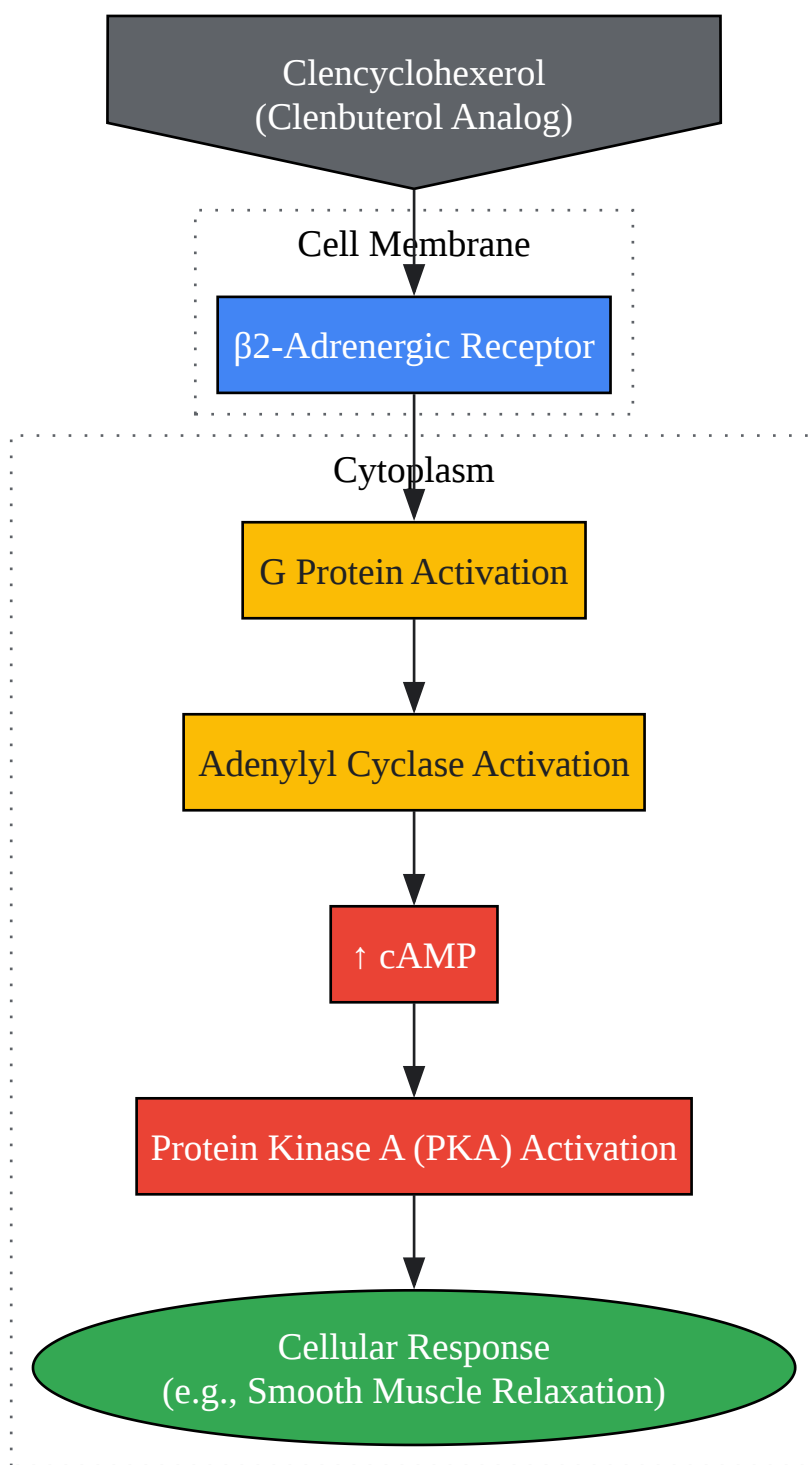 Clencyclohexerol
(Clenbuterol Analog)
Cell Membrane
β2-Adrenergic Receptor
Cytoplasm
G Protein Activation
Adenylyl Cyclase Activation
↑ cAMP
Protein Kinase A (PKA) Activation
Cellular Response
(e.g., Smooth Muscle Relaxation)